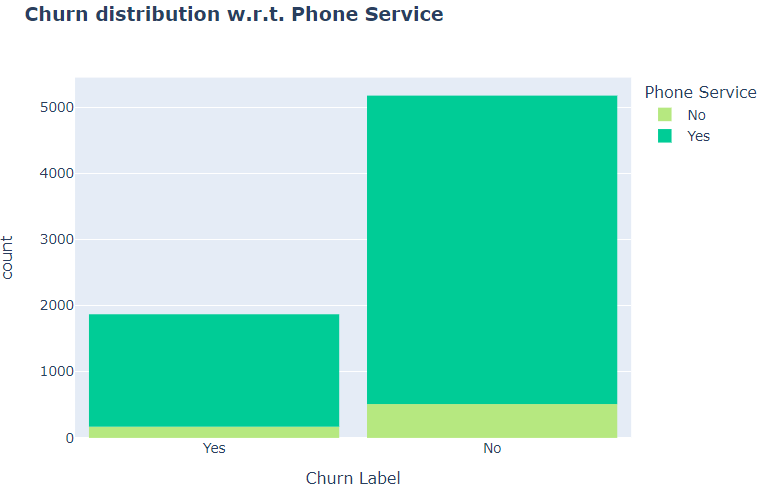 Churn distribution w.r.t. Phone Service
Phone Service
No
Yes
5000
4000
3000
2000
1000
0
count
Yes
No
Churn Label